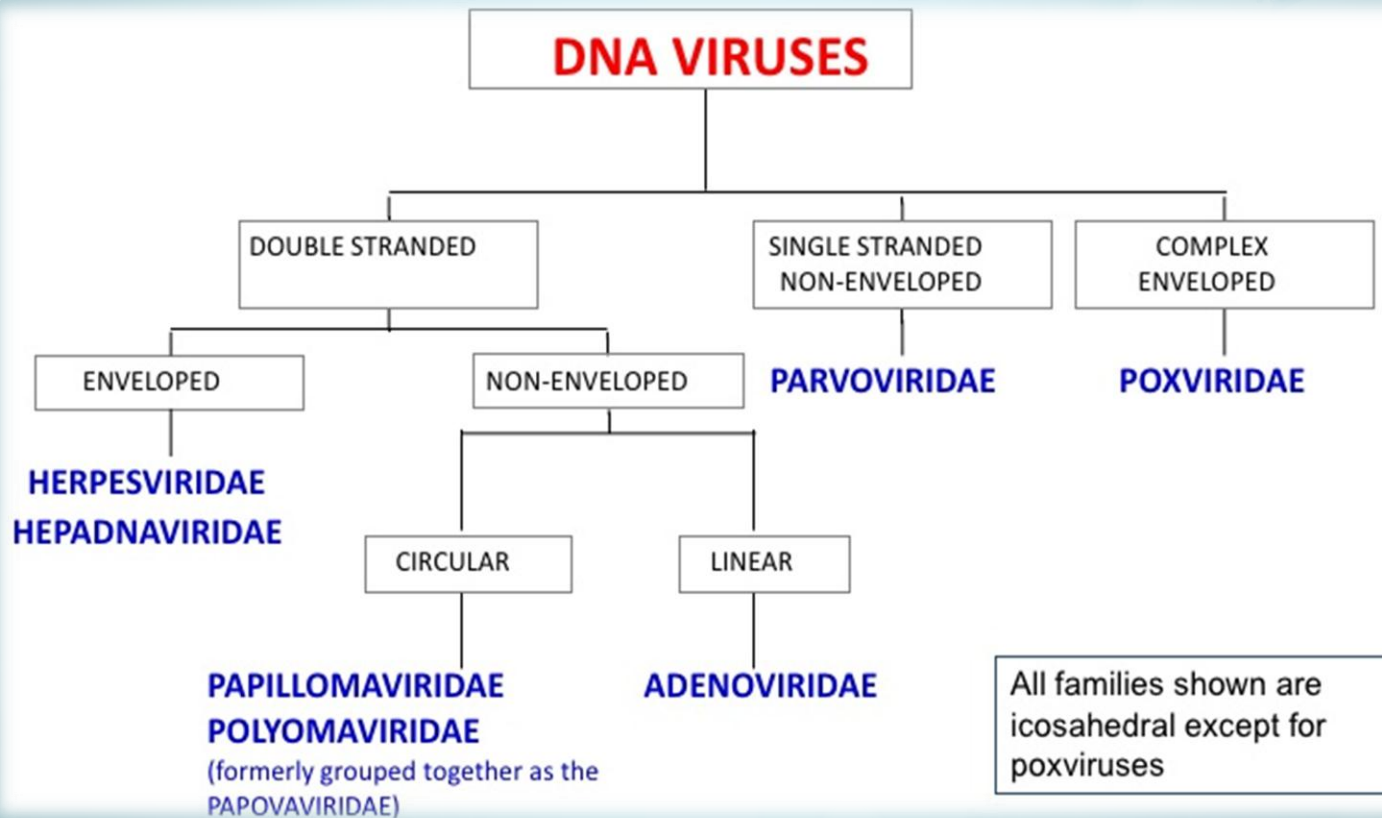 DNA VIRUSES
DOUBLE STRANDED
SINGLE STRANDED
NON-ENVELOPED
COMPLEX
ENVELOPED
ENVELOPED
NON-ENVELOPED
PARVOVIRIDAE
POXVIRIDAE
HERPESVIRIDAE
HEPADNAVIRIDAE
CIRCULAR
LINEAR
PAPILLOMAVIRIDAE
POLYOMAVIRIDAE
(formerly grouped together as the
PAPOVAVIRIDAE)
ADENOVIRIDAE
All families shown are
icosahedral except for
poxviruses